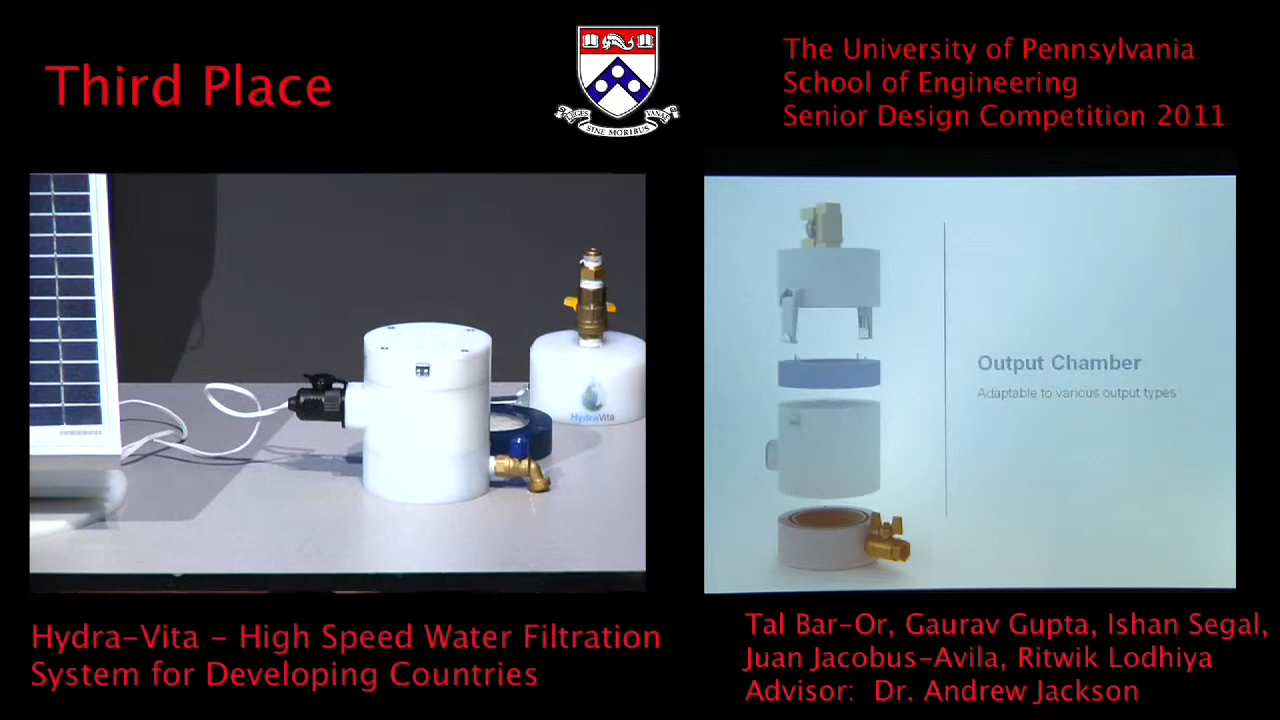 Third Place
The University of Pennsylvania
School of Engineering
Senior Design Competition 2011
SINE MORIBUS
HydraVita
Output Chamber
Adaptable to various output types
Hydra-Vita - High Speed Water Filtration
System for Developing Countries
Tal Bar-Or, Gaurav Gupta, Ishan Segal,
Juan Jacobus-Avila, Ritwik Lodhiya
Advisor: Dr. Andrew Jackson